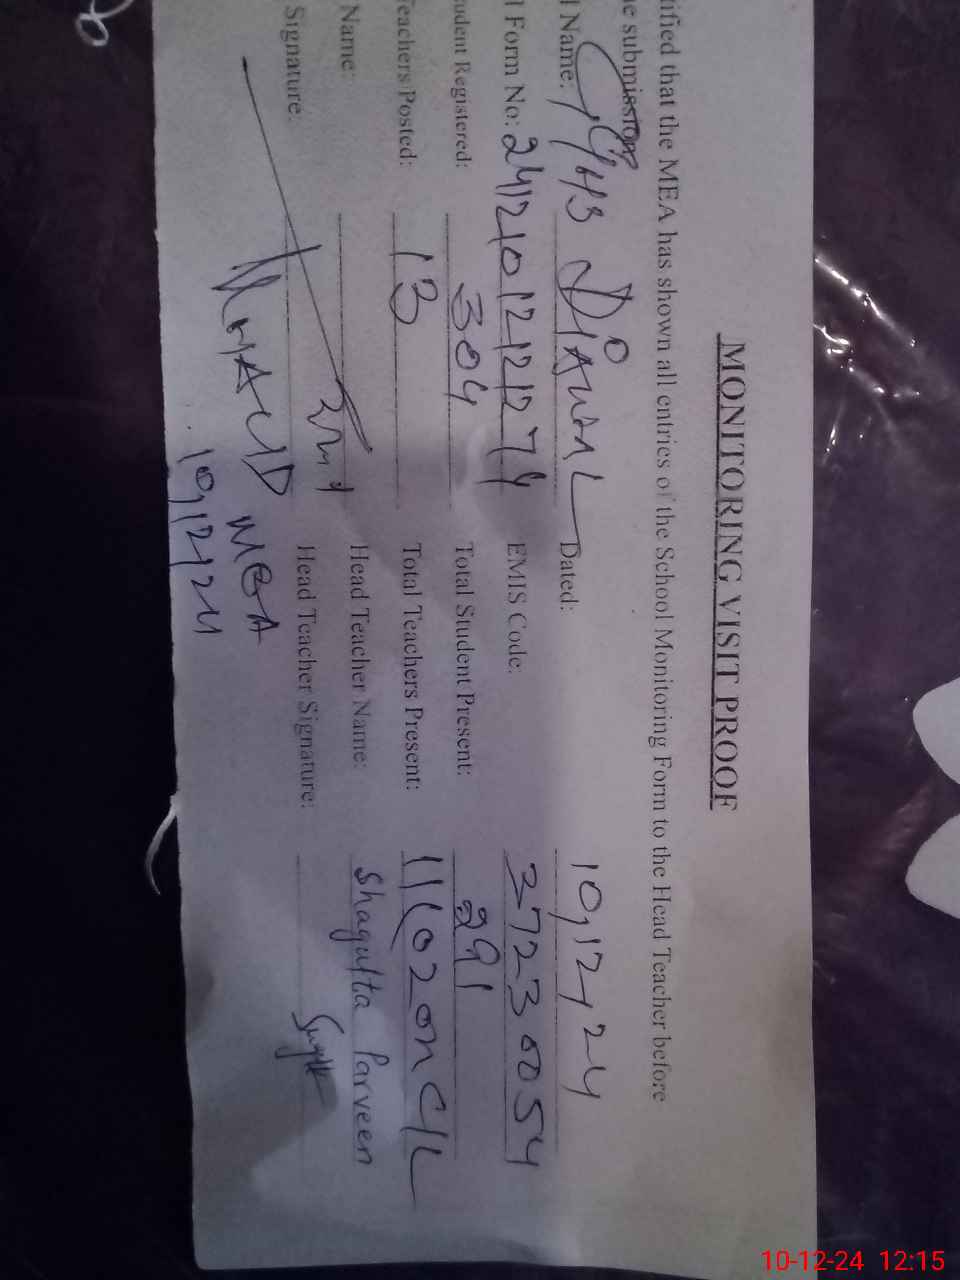 MONITORING VISIT PROOF
tified that the MEA has shown all entries of the School Monitoring Form to the Head Teacher before
e submission
l Name: GGHS Dated: 10/12/24
l Form No: EMIS Code: 37230054
udent Registered: 304 Total Student Present: 291
Teachers Posted: 13 Total Teachers Present: 11 (02 on C/L
Name: Head Teacher Name: Shagufta Parveen
Signature: Head Teacher Signature:
MEA
10/12/24
10-12-24 12:15